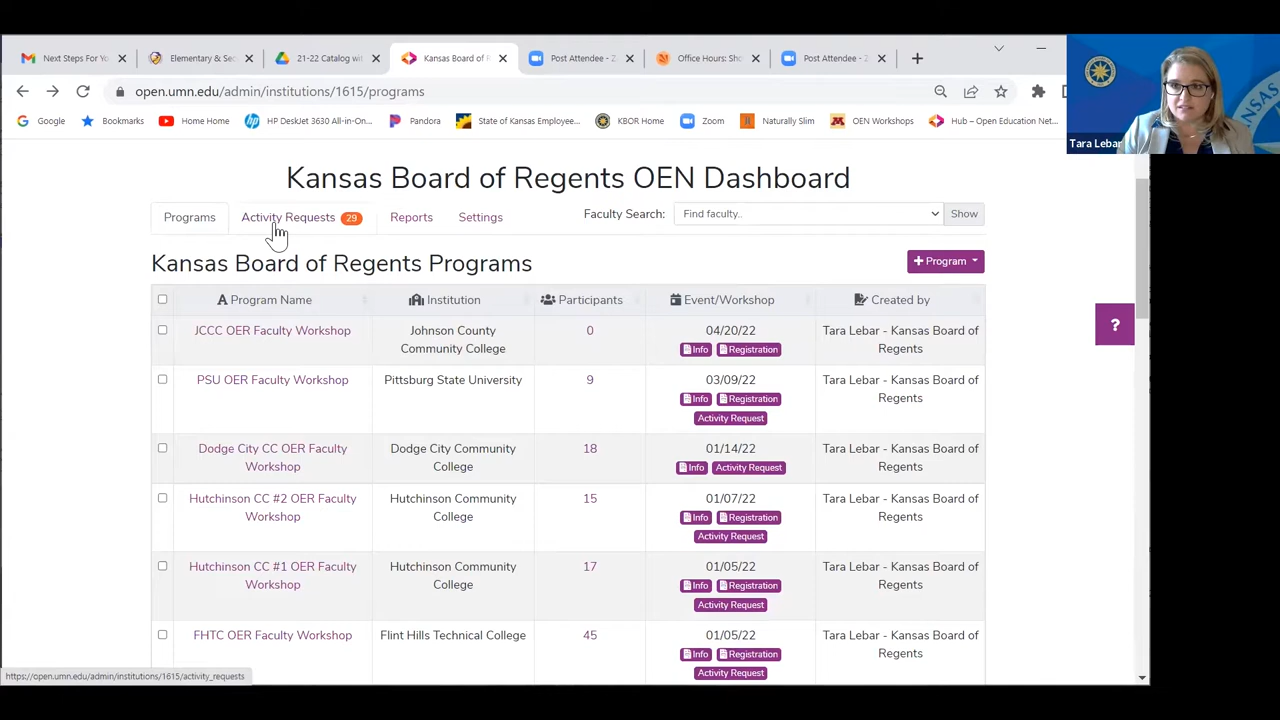 Next Steps For Yo
Elementary & Sec
21-22 Catalog wit
Kansas Board of R
Post Attendee - Z
Office Hours: Sho
Post Attendee - Z
open.umn.edu/admin/institutions/1615/programs
Google
Bookmarks
Home Home
HP DeskJet 3630 All-in-On...
Pandora
State of Kansas Employee...
KBOR Home
Zoom
Naturally Slim
OEN Workshops
Hub – Open Education Net...
Tara Lebar
KANSAS
Kansas Board of Regents OEN Dashboard
Programs
Activity Requests 29
Reports
Settings
Faculty Search:
Find faculty..
Show
Kansas Board of Regents Programs
+ Program
Program Name
Institution
Participants
Event/Workshop
Created by
JCCC OER Faculty Workshop
Johnson County
Community College
0
04/20/22
Info Registration
Tara Lebar - Kansas Board of
Regents
PSU OER Faculty Workshop
Pittsburg State University
9
03/09/22
Info Registration
Activity Request
Tara Lebar - Kansas Board of
Regents
Dodge City CC OER Faculty
Workshop
Dodge City Community
College
18
01/14/22
Info Activity Request
Tara Lebar - Kansas Board of
Regents
Hutchinson CC #2 OER Faculty
Workshop
Hutchinson Community
College
15
01/07/22
Info Registration
Activity Request
Tara Lebar - Kansas Board of
Regents
Hutchinson CC #1 OER Faculty
Workshop
Hutchinson Community
College
17
01/05/22
Info Registration
Activity Request
Tara Lebar - Kansas Board of
Regents
FHTC OER Faculty Workshop
Flint Hills Technical College
45
01/05/22
Info Registration
Activity Request
Tara Lebar - Kansas Board of
Regents
?
https://open.umn.edu/admin/institutions/1615/activity_requests